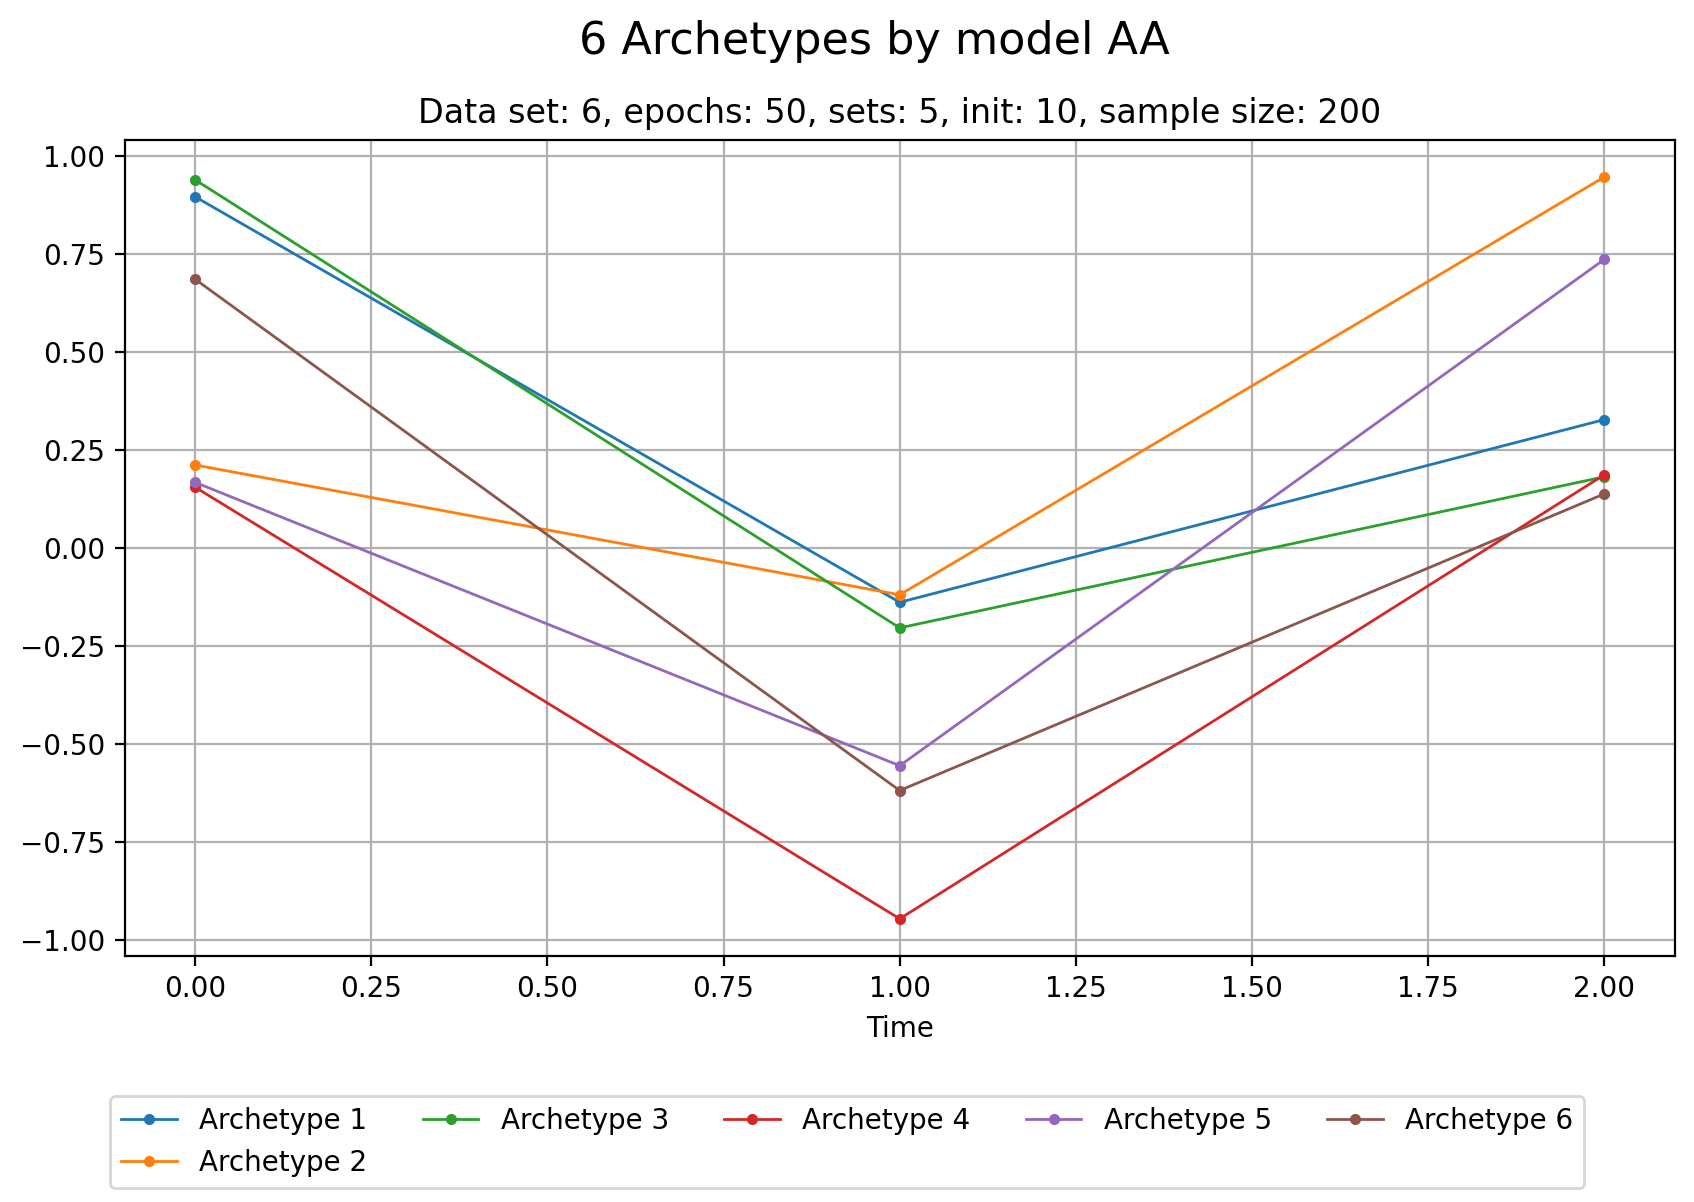 6 Archetypes by model AA
Data set: 6, epochs: 50, sets: 5, init: 10, sample size: 200
1.00
0.75
0.50
0.25
0.00
−0.25
−0.50
−0.75
−1.00
0.00 0.25 0.50 0.75 1.00 1.25 1.50 1.75 2.00
Time
Archetype 1 Archetype 3 Archetype 4 Archetype 5 Archetype 6
Archetype 2